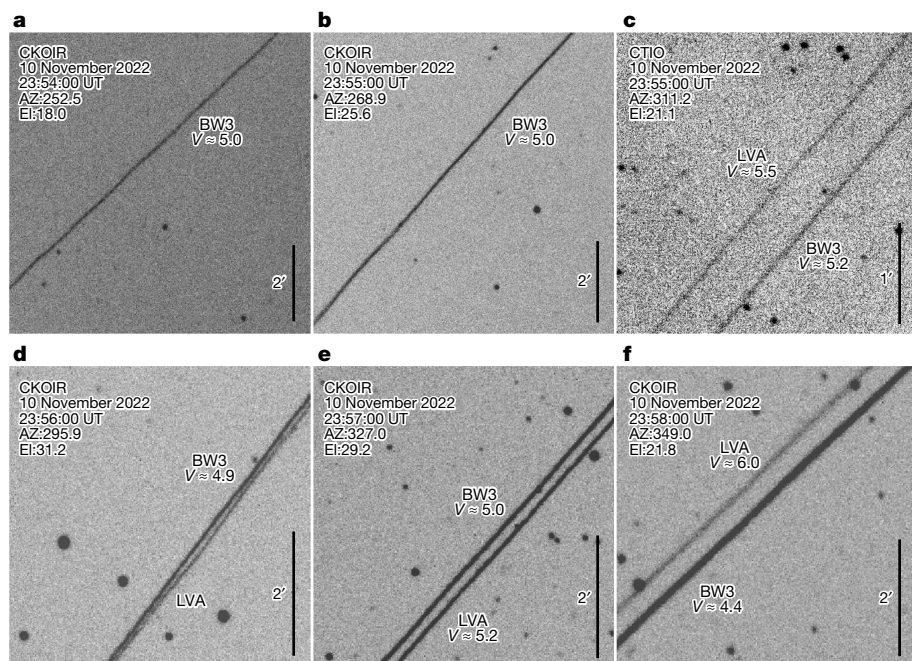 a
CKOIR
10 November 2022
23:54:00 UT
AZ:252.5
El:18.0
BW3
V ≈ 5.0
2′
b
CKOIR
10 November 2022
23:55:00 UT
AZ:268.9
El:25.6
BW3
V ≈ 5.0
2′
c
CTIO
10 November 2022
23:55:00 UT
AZ:311.2
El:21.1
LVA
V ≈ 5.5
BW3
V ≈ 5.2
1′
d
CKOIR
10 November 2022
23:56:00 UT
AZ:295.9
El:31.2
BW3
V ≈ 4.9
LVA
2′
e
CKOIR
10 November 2022
23:57:00 UT
AZ:327.0
El:29.2
BW3
V ≈ 5.0
LVA
V ≈ 5.2
2′
f
CKOIR
10 November 2022
23:58:00 UT
AZ:349.0
El:21.8
LVA
V ≈ 6.0
BW3
V ≈ 4.4
2′